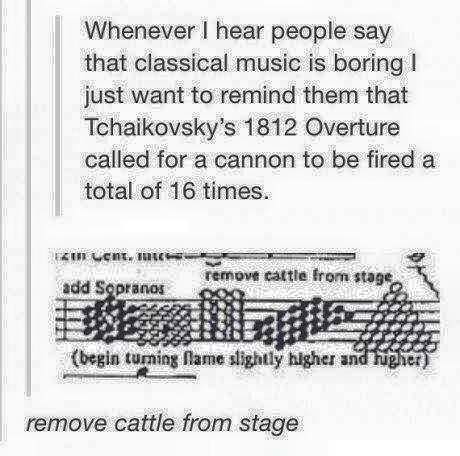 Whenever I hear people say
that classical music is boring I
just want to remind them that
Tchaikovsky's 1812 Overture
called for a cannon to be fired a
total of 16 times.
remove cattle from stage
add Sopranos
(begin turning flame slightly higher and higher)
remove cattle from stage